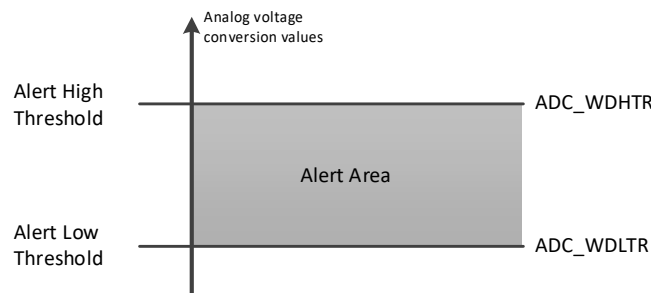 Analog voltage
conversion values
Alert High
Threshold
ADC_WDHTR
Alert Area
Alert Low
Threshold
ADC_WDLTR